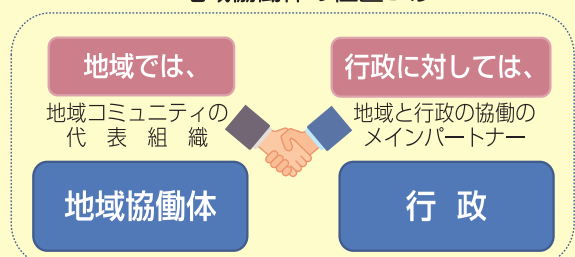 地域では、
行政に対しては、
地域コミュニティの
代表組織
地域と行政の協働の
メインパートナー
地域協働体
行政